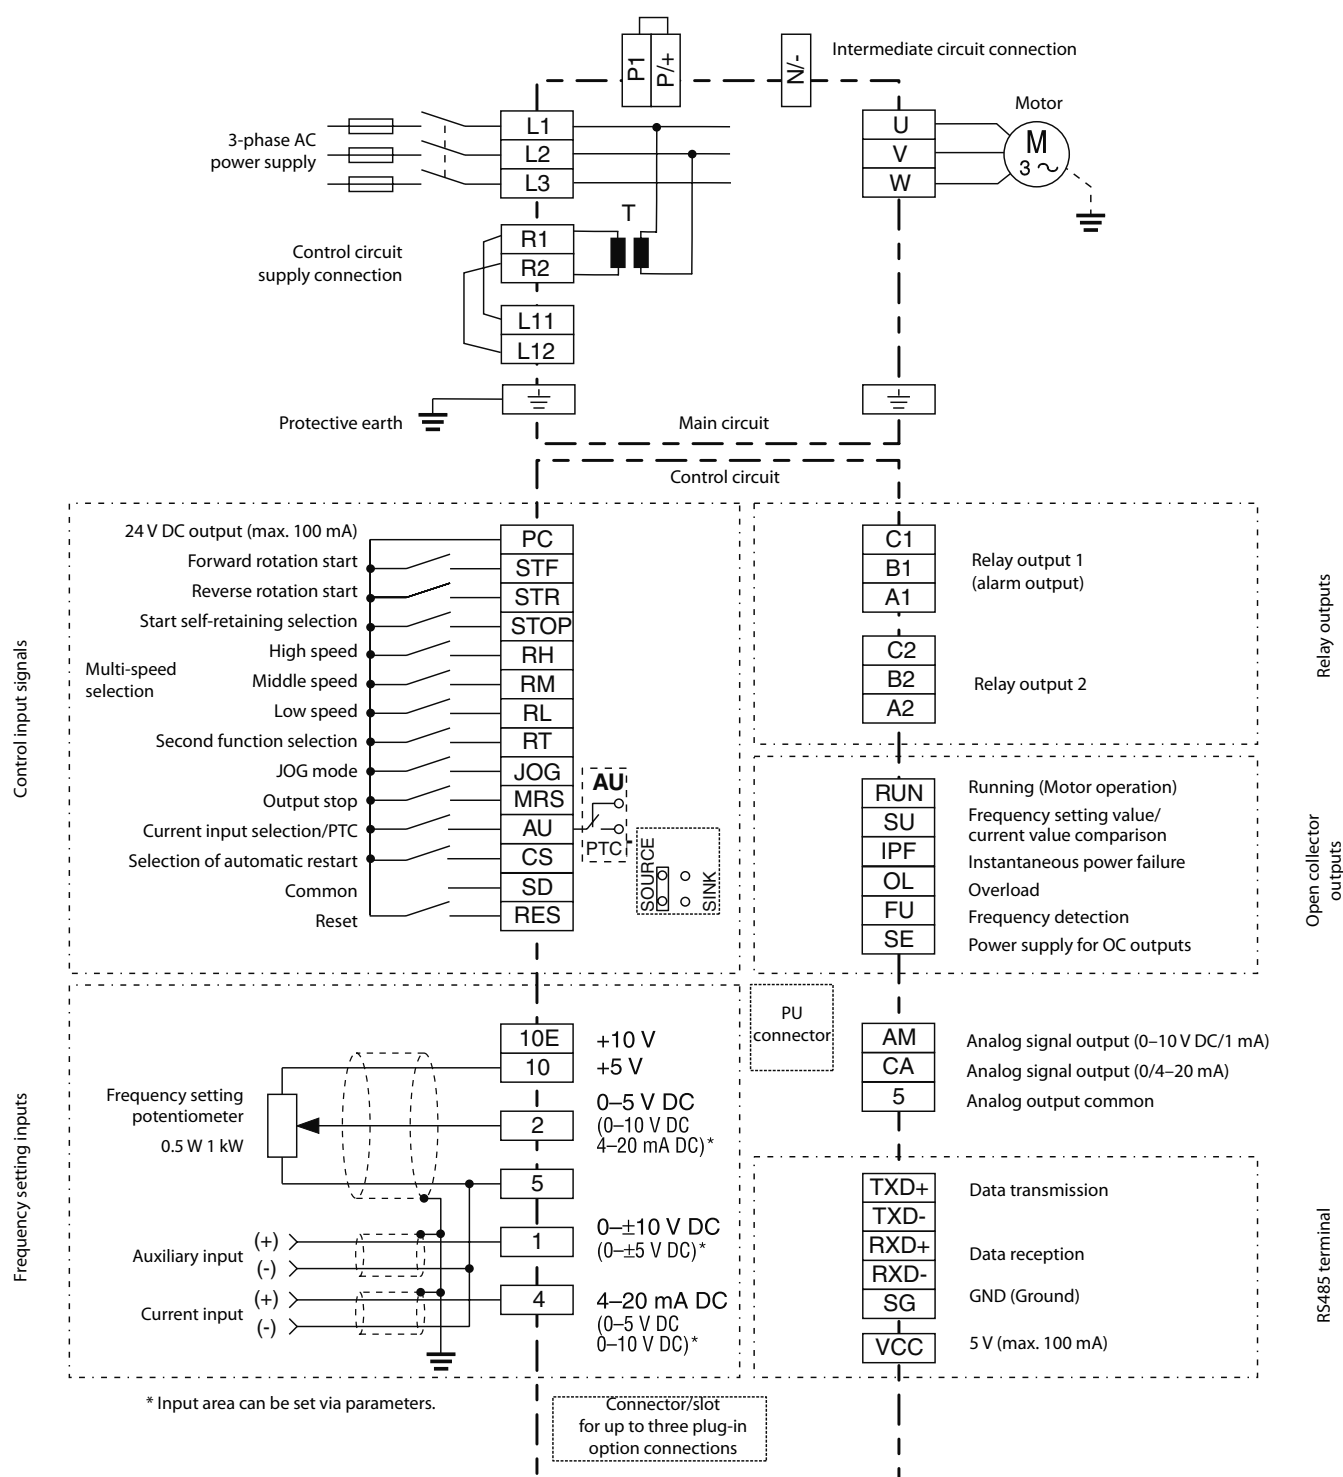 P1
P/+
N/-
Intermediate circuit connection
Motor
3-phase AC
power supply
L1
L2
L3
U
V
W
M
3 ~
T
Control circuit
supply connection
R1
R2
L11
L12
Protective earth
Main circuit
Control circuit
Control input signals
24 V DC output (max. 100 mA)
Forward rotation start
Reverse rotation start
Start self-retaining selection
Multi-speed
selection
High speed
Middle speed
Low speed
Second function selection
JOG mode
Output stop
Current input selection/PTC
Selection of automatic restart
Common
Reset
PC
STF
STR
STOP
RH
RM
RL
RT
JOG
MRS
AU
CS
SD
RES
AU
PTC
SOURCE
SINK
C1
B1
A1
Relay output 1
(alarm output)
C2
B2
A2
Relay output 2
Relay outputs
RUN
SU
IPF
OL
FU
SE
Running (Motor operation)
Frequency setting value/
current value comparison
Instantaneous power failure
Overload
Frequency detection
Power supply for OC outputs
Open collector
outputs
PU
connector
Frequency setting inputs
Frequency setting
potentiometer
0.5 W 1 kW
Auxiliary input
(+)
(-)
Current input
(+)
(-)
10E
10
2
5
1
4
+10 V
+5 V
0–5 V DC
(0–10 V DC
4–20 mA DC)*
0–±10 V DC
(0–±5 V DC)*
4–20 mA DC
(0–5 V DC
0–10 V DC)*
AM
CA
5
Analog signal output (0–10 V DC/1 mA)
Analog signal output (0/4–20 mA)
Analog output common
TXD+
TXD-
RXD+
RXD-
SG
VCC
Data transmission
Data reception
GND (Ground)
5 V (max. 100 mA)
RS485 terminal
* Input area can be set via parameters.
Connector/slot
for up to three plug-in
option connections